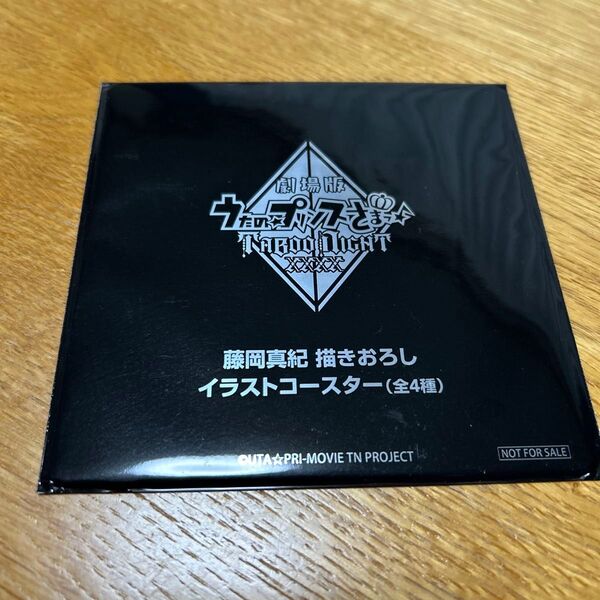 劇場版
うたの☆プリンスさまっ♪
TABOO NIGHT
XXXX
藤岡真紀 描きおろし
イラストコースター(全4種)
©UTA☆PRI-MOVIE TN PROJECT
NOT FOR SALE